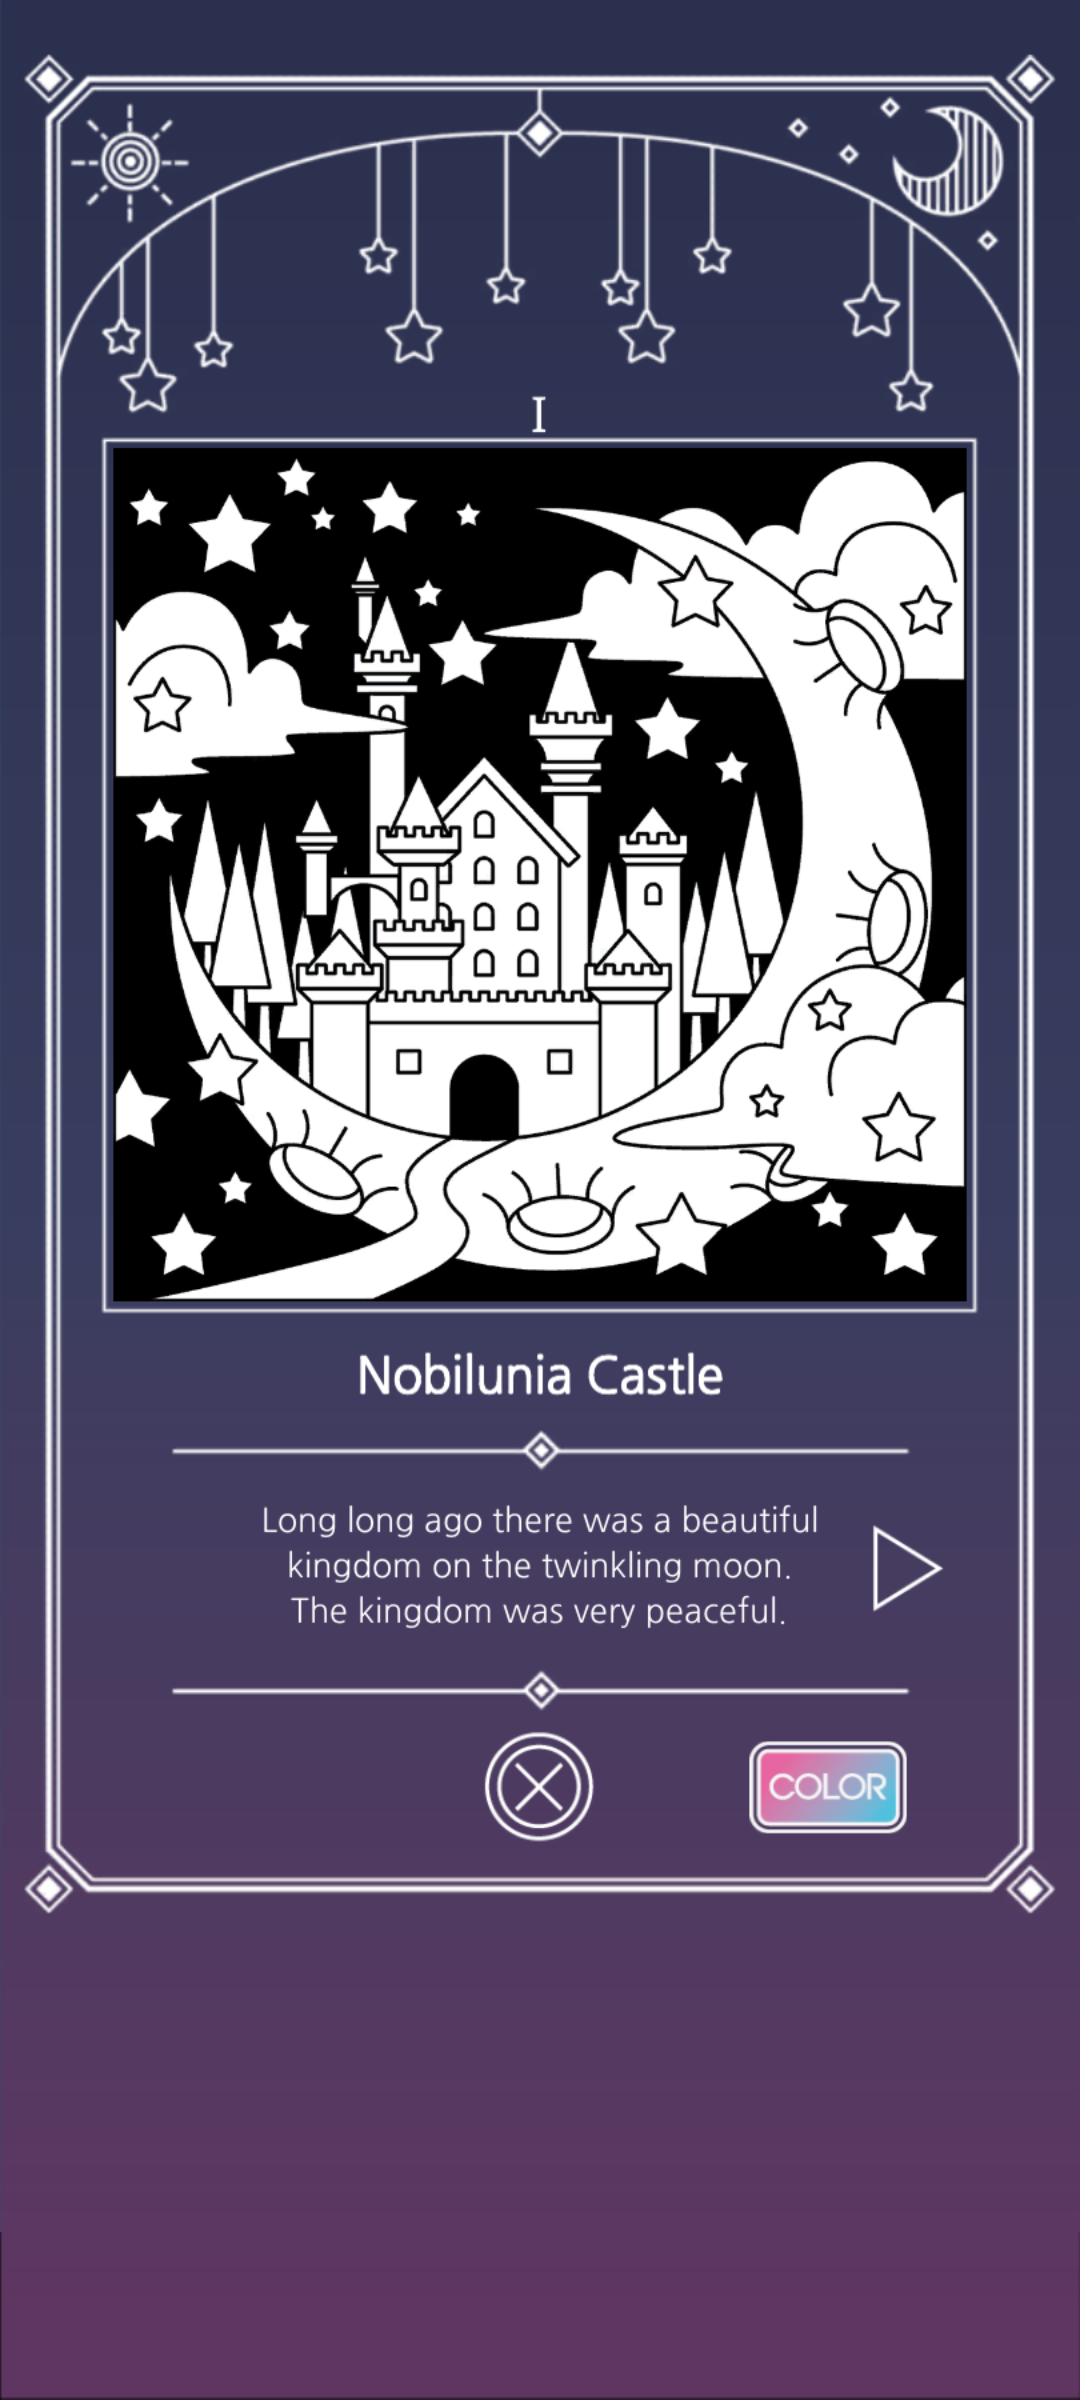 I
Nobilunia Castle
Long long ago there was a beautiful
kingdom on the twinkling moon.
The kingdom was very peaceful.
COLOR